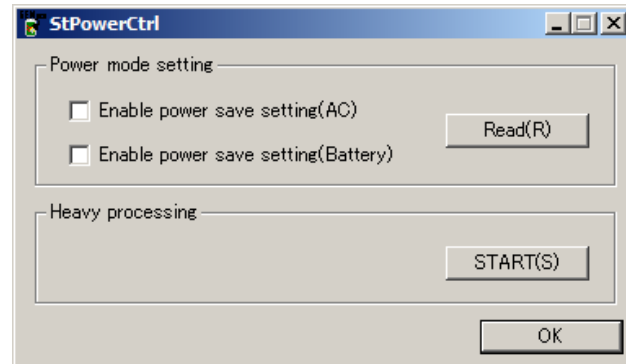 StPowerCtrl
Power mode setting
Enable power save setting(AC)
Read(R)
Enable power save setting(Battery)
Heavy processing
START(S)
OK